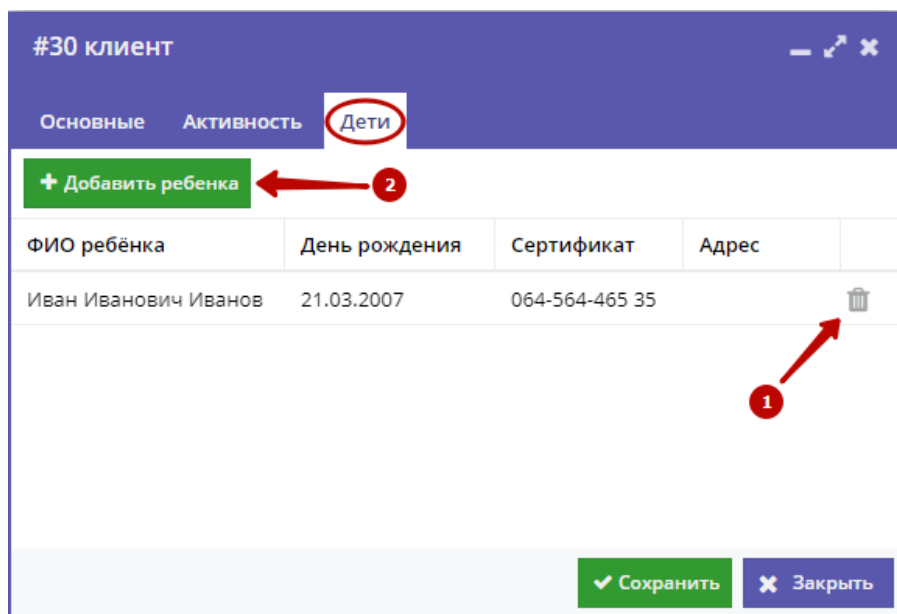 #30 клиент
Основные Активность Дети
Добавить ребенка 2
ФИО ребёнка День рождения Сертификат Адрес
Иван Иванович Иванов 21.03.2007 064-564-465 35
1
Сохранить Закрыть